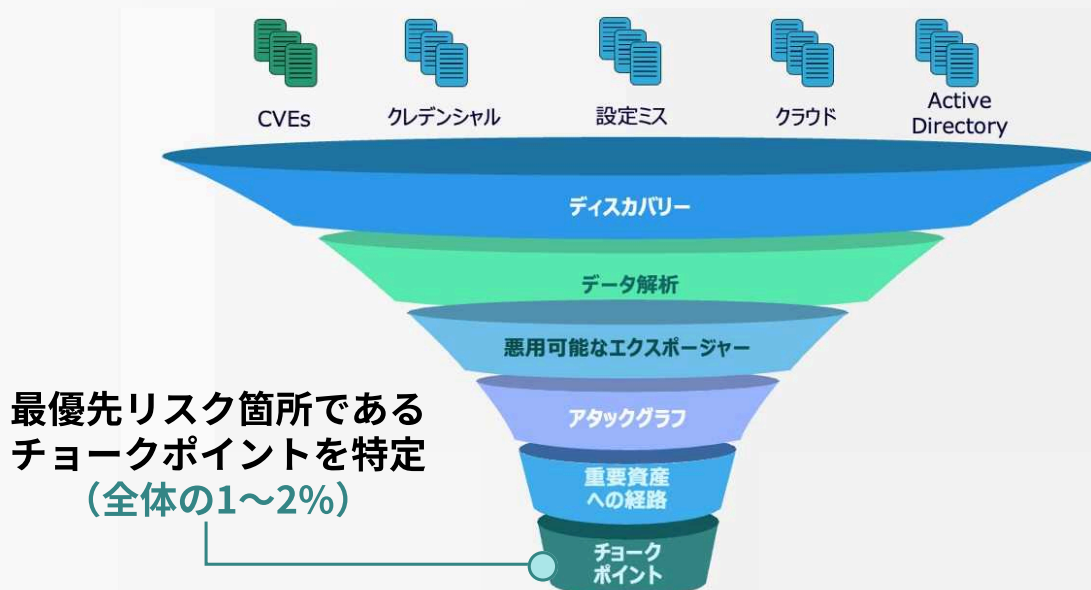 CVEs
クレデンシャル
設定ミス
クラウド
Active
Directory
ディスカバリー
データ解析
悪用可能なエクスポージャー
アタックグラフ
重要資産
への経路
チョーク
ポイント
最優先リスク箇所である
チョークポイントを特定
（全体の1〜2%）